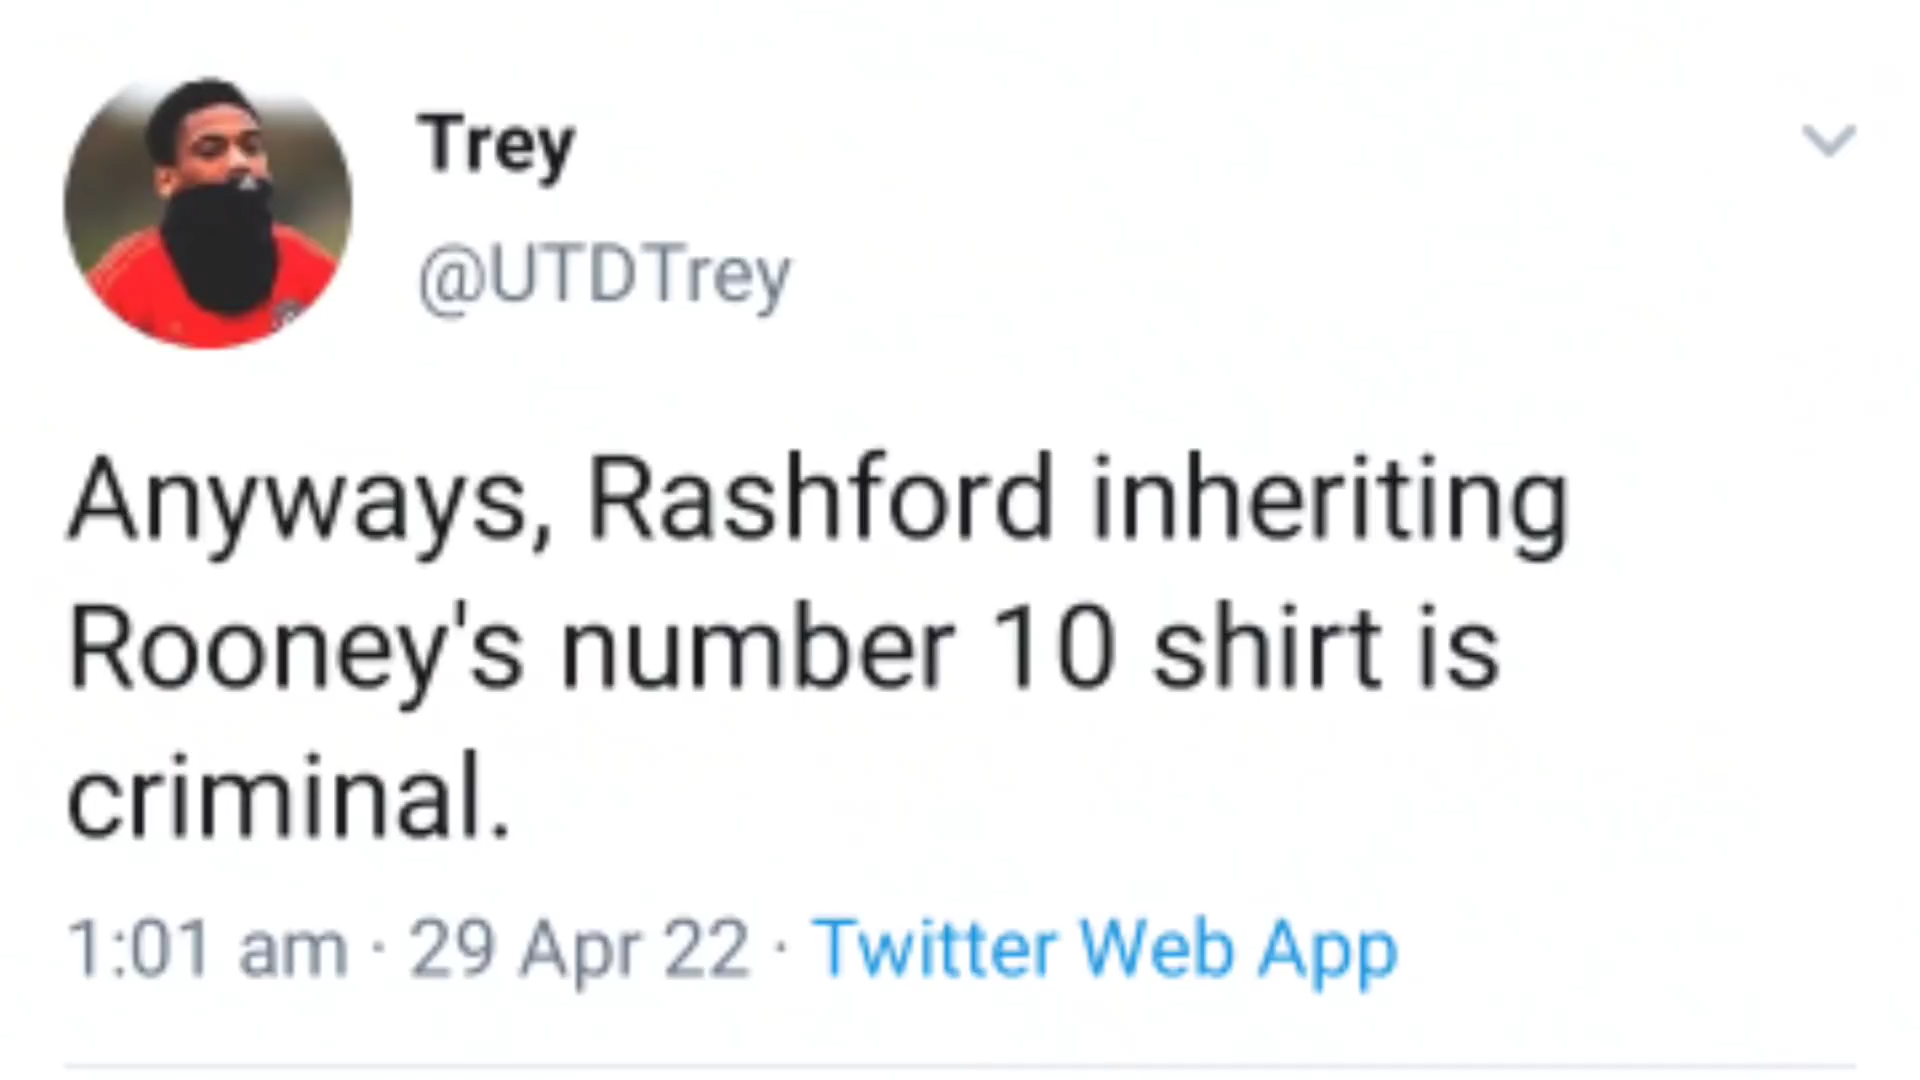 Trey
@UTDTrey
Anyways, Rashford inheriting
Rooney's number 10 shirt is
criminal.
1:01 am · 29 Apr 22 · Twitter Web App